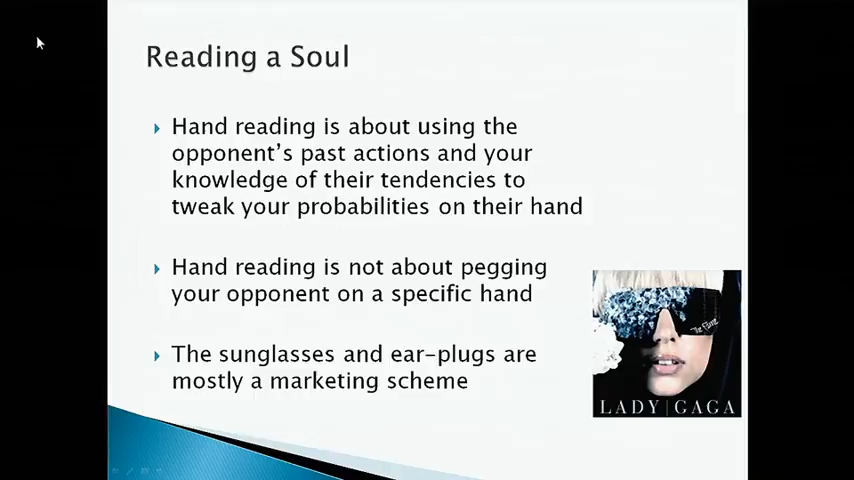 Reading a Soul
Hand reading is about using the
opponent's past actions and your
knowledge of their tendencies to
tweak your probabilities on their hand
Hand reading is not about pegging
your opponent on a specific hand
The sunglasses and ear-plugs are
mostly a marketing scheme
The Fame
LADY | GAGA